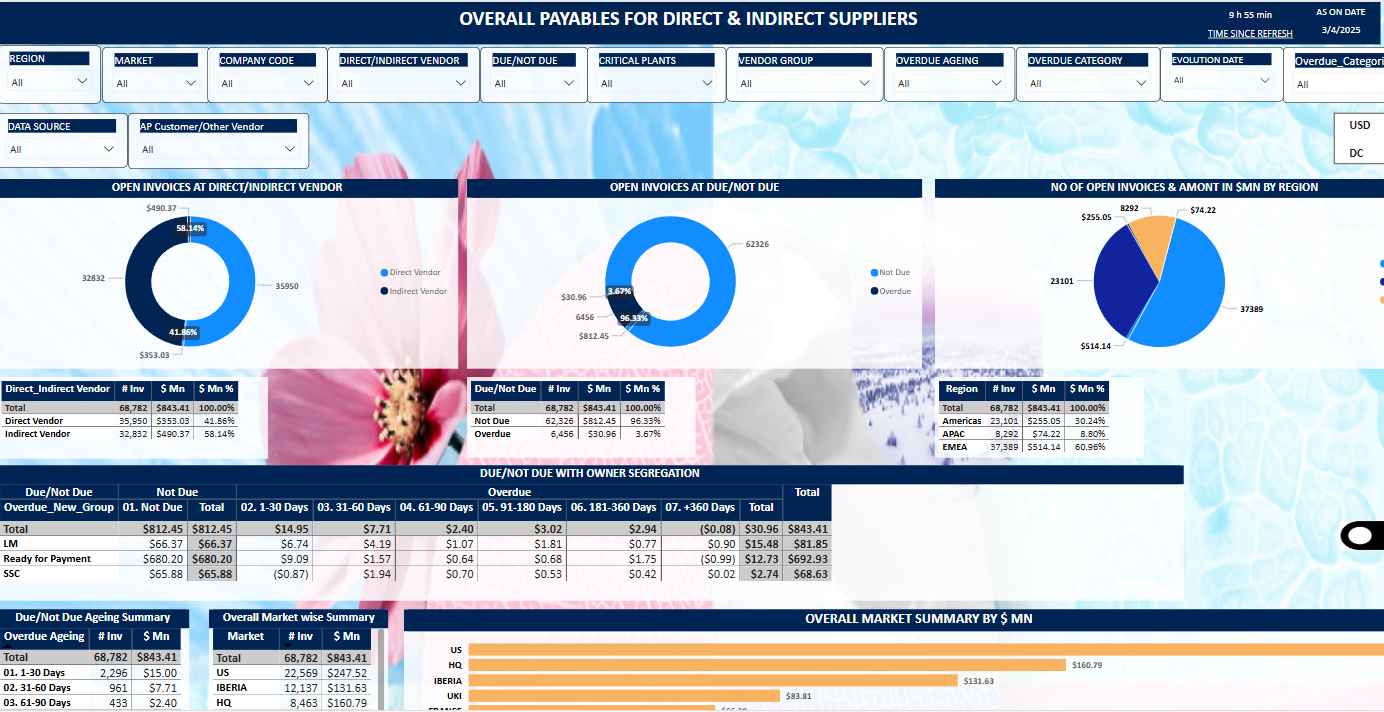 OVERALL PAYABLES FOR DIRECT & INDIRECT SUPPLIERS
9 h 55 min
TIME SINCE REFRESH
AS ON DATE
3/4/2025
REGION
All
MARKET
All
COMPANY CODE
All
DIRECT/INDIRECT VENDOR
All
DUE/NOT DUE
All
CRITICAL PLANTS
All
VENDOR GROUP
All
OVERDUE AGEING
All
OVERDUE CATEGORY
All
EVOLUTION DATE
All
Overdue_Categori
All
DATA SOURCE
All
AP Customer/Other Vendor
All
USD
DC
OPEN INVOICES AT DIRECT/INDIRECT VENDOR
$490.37
58.14%
32832
35950
41.86%
$353.03
Direct Vendor
Indirect Vendor
OPEN INVOICES AT DUE/NOT DUE
62326
3.67%
$30.96
6456
96.33%
$812.45
Not Due
Overdue
NO OF OPEN INVOICES & AMONT IN $MN BY REGION
8292
$74.22
$255.05
23101
37389
$514.14
Direct_Indirect Vendor # Inv $ Mn $ Mn %
Total 68,782 $843.41 100.00%
Direct Vendor 35,950 $353.03 41.86%
Indirect Vendor 32,832 $490.37 58.14%
Due/Not Due # Inv $ Mn $ Mn %
Total 68,782 $843.41 100.00%
Not Due 62,326 $812.45 96.33%
Overdue 6,456 $30.96 3.67%
Region # Inv $ Mn $ Mn %
Total 68,782 $843.41 100.00%
Americas 23,101 $255.05 30.24%
APAC 8,292 $74.22 8.80%
EMEA 37,389 $514.14 60.96%
DUE/NOT DUE WITH OWNER SEGREGATION
Due/Not Due Not Due Overdue Total
Overdue_New_Group 01. Not Due Total 02. 1-30 Days 03. 31-60 Days 04. 61-90 Days 05. 91-180 Days 06. 181-360 Days 07. +360 Days Total
Total $812.45 $812.45 $14.95 $7.71 $2.40 $3.02 $2.94 ($0.08) $30.96 $843.41
LM $66.37 $66.37 $6.74 $4.19 $1.07 $1.81 $0.77 $0.90 $15.48 $81.85
Ready for Payment $680.20 $680.20 $9.09 $1.57 $0.64 $0.68 $1.75 ($0.99) $12.73 $692.93
SSC $65.88 $65.88 ($0.87) $1.94 $0.70 $0.53 $0.42 $0.02 $2.74 $68.63
Due/Not Due Ageing Summary
Overdue Ageing # Inv $ Mn
Total 68,782 $843.41
01. 1-30 Days 2,296 $15.00
02. 31-60 Days 961 $7.71
03. 61-90 Days 433 $2.40
Overall Market wise Summary
Market # Inv $ Mn
Total 68,782 $843.41
US 22,569 $247.52
IBERIA 12,137 $131.63
HQ 8,463 $160.79
OVERALL MARKET SUMMARY BY $ MN
US
HQ $160.79
IBERIA $131.63
UKI $83.81